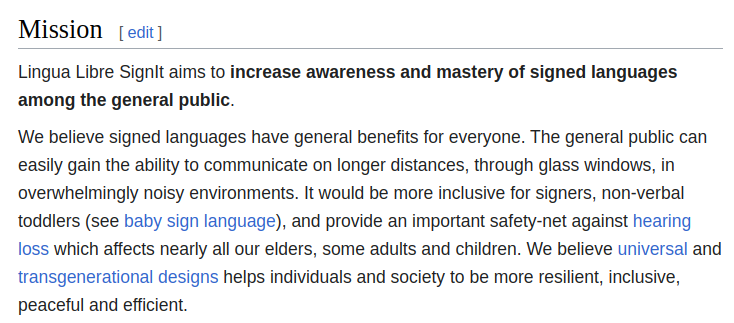 Mission [ edit ]
Lingua Libre SignIt aims to increase awareness and mastery of signed languages
among the general public.
We believe signed languages have general benefits for everyone. The general public can
easily gain the ability to communicate on longer distances, through glass windows, in
overwhelmingly noisy environments. It would be more inclusive for signers, non-verbal
toddlers (see baby sign language), and provide an important safety-net against hearing
loss which affects nearly all our elders, some adults and children. We believe universal and
transgenerational designs helps individuals and society to be more resilient, inclusive,
peaceful and efficient.